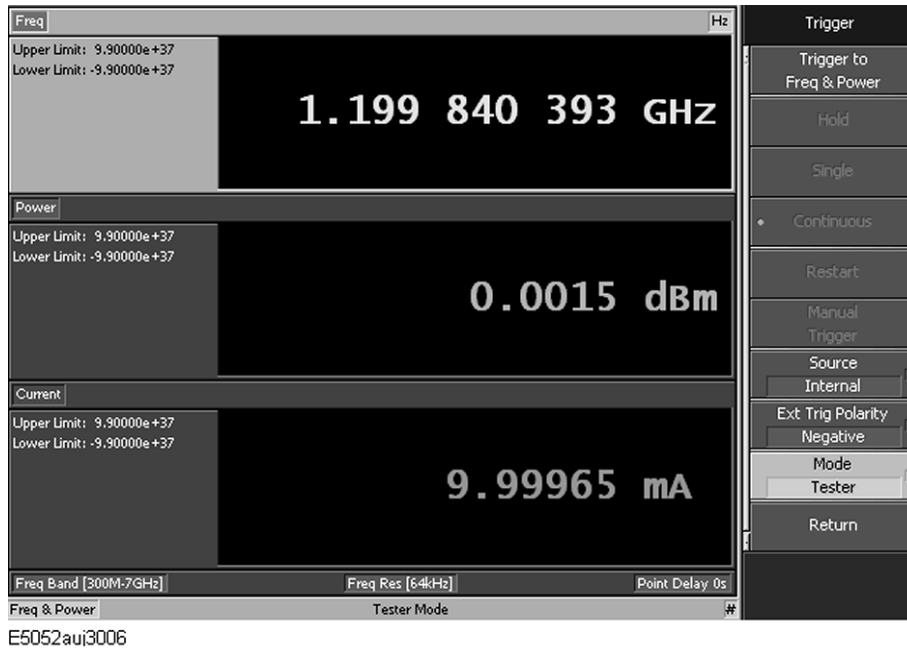 Freq Hz
Upper Limit: 9.90000e+37
Lower Limit: -9.90000e+37
1.199 840 393 GHz
Power
Upper Limit: 9.90000e+37
Lower Limit: -9.90000e+37
0.0015 dBm
Current
Upper Limit: 9.90000e+37
Lower Limit: -9.90000e+37
9.99965 mA
Freq Band [300M-7GHz] Freq Res [64kHz] Point Delay 0s
Freq & Power Tester Mode #
Trigger
Trigger to
Freq & Power
Hold
Single
Continuous
Restart
Manual
Trigger
Source
Internal
Ext Trig Polarity
Negative
Mode
Tester
Return
E5052auj3006